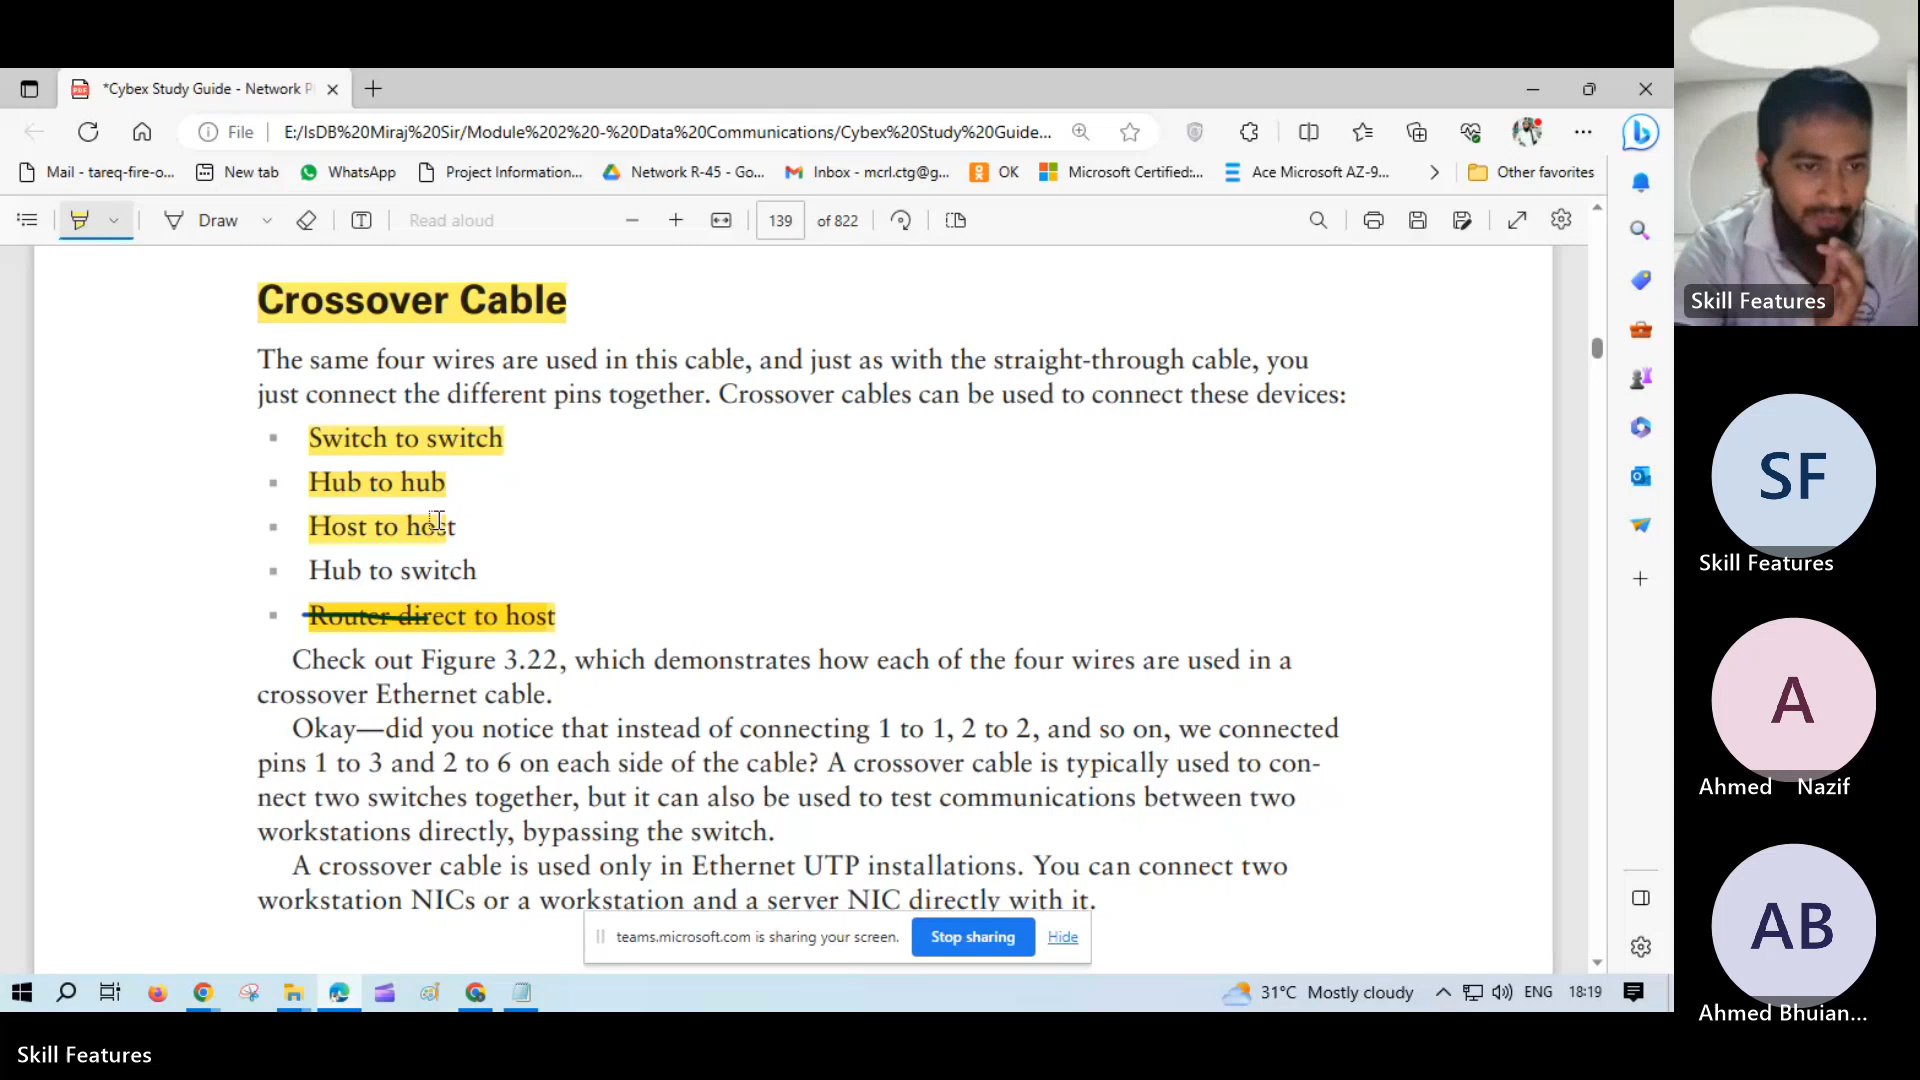 *Cybex Study Guide - Network P
File
E:/IsDB%20Miraj%20Sir/Module%202%20-%20Data%20Communications/Cybex%20Study%20Guide...
Mail - tareq-fire-o...
New tab
WhatsApp
Project Information...
Network R-45 - Go...
Inbox - mcrl.ctg@g...
OK
Microsoft Certified:...
Ace Microsoft AZ-9...
Other favorites
Draw
Read aloud
139
of 822
Crossover Cable
The same four wires are used in this cable, and just as with the straight-through cable, you
just connect the different pins together. Crossover cables can be used to connect these devices:
Switch to switch
Hub to hub
Host to host
Hub to switch
Router direct to host
Check out Figure 3.22, which demonstrates how each of the four wires are used in a
crossover Ethernet cable.
Okay—did you notice that instead of connecting 1 to 1, 2 to 2, and so on, we connected
pins 1 to 3 and 2 to 6 on each side of the cable? A crossover cable is typically used to con-
nect two switches together, but it can also be used to test communications between two
workstations directly, bypassing the switch.
A crossover cable is used only in Ethernet UTP installations. You can connect two
workstation NICs or a workstation and a server NIC directly with it.
teams.microsoft.com is sharing your screen.
Stop sharing
Hide
31°C Mostly cloudy
ENG
18:19
Skill Features
SF
Skill Features
A
Ahmed Nazif
AB
Ahmed Bhuian...
Skill Features